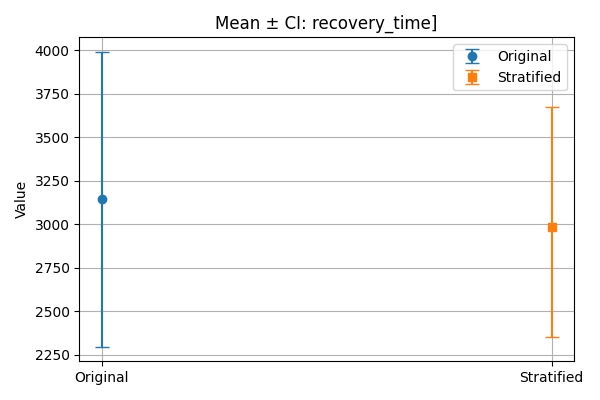 Mean ± CI: recovery_time]
Value
4000
3750
3500
3250
3000
2750
2500
2250
Original
Stratified
Original
Stratified